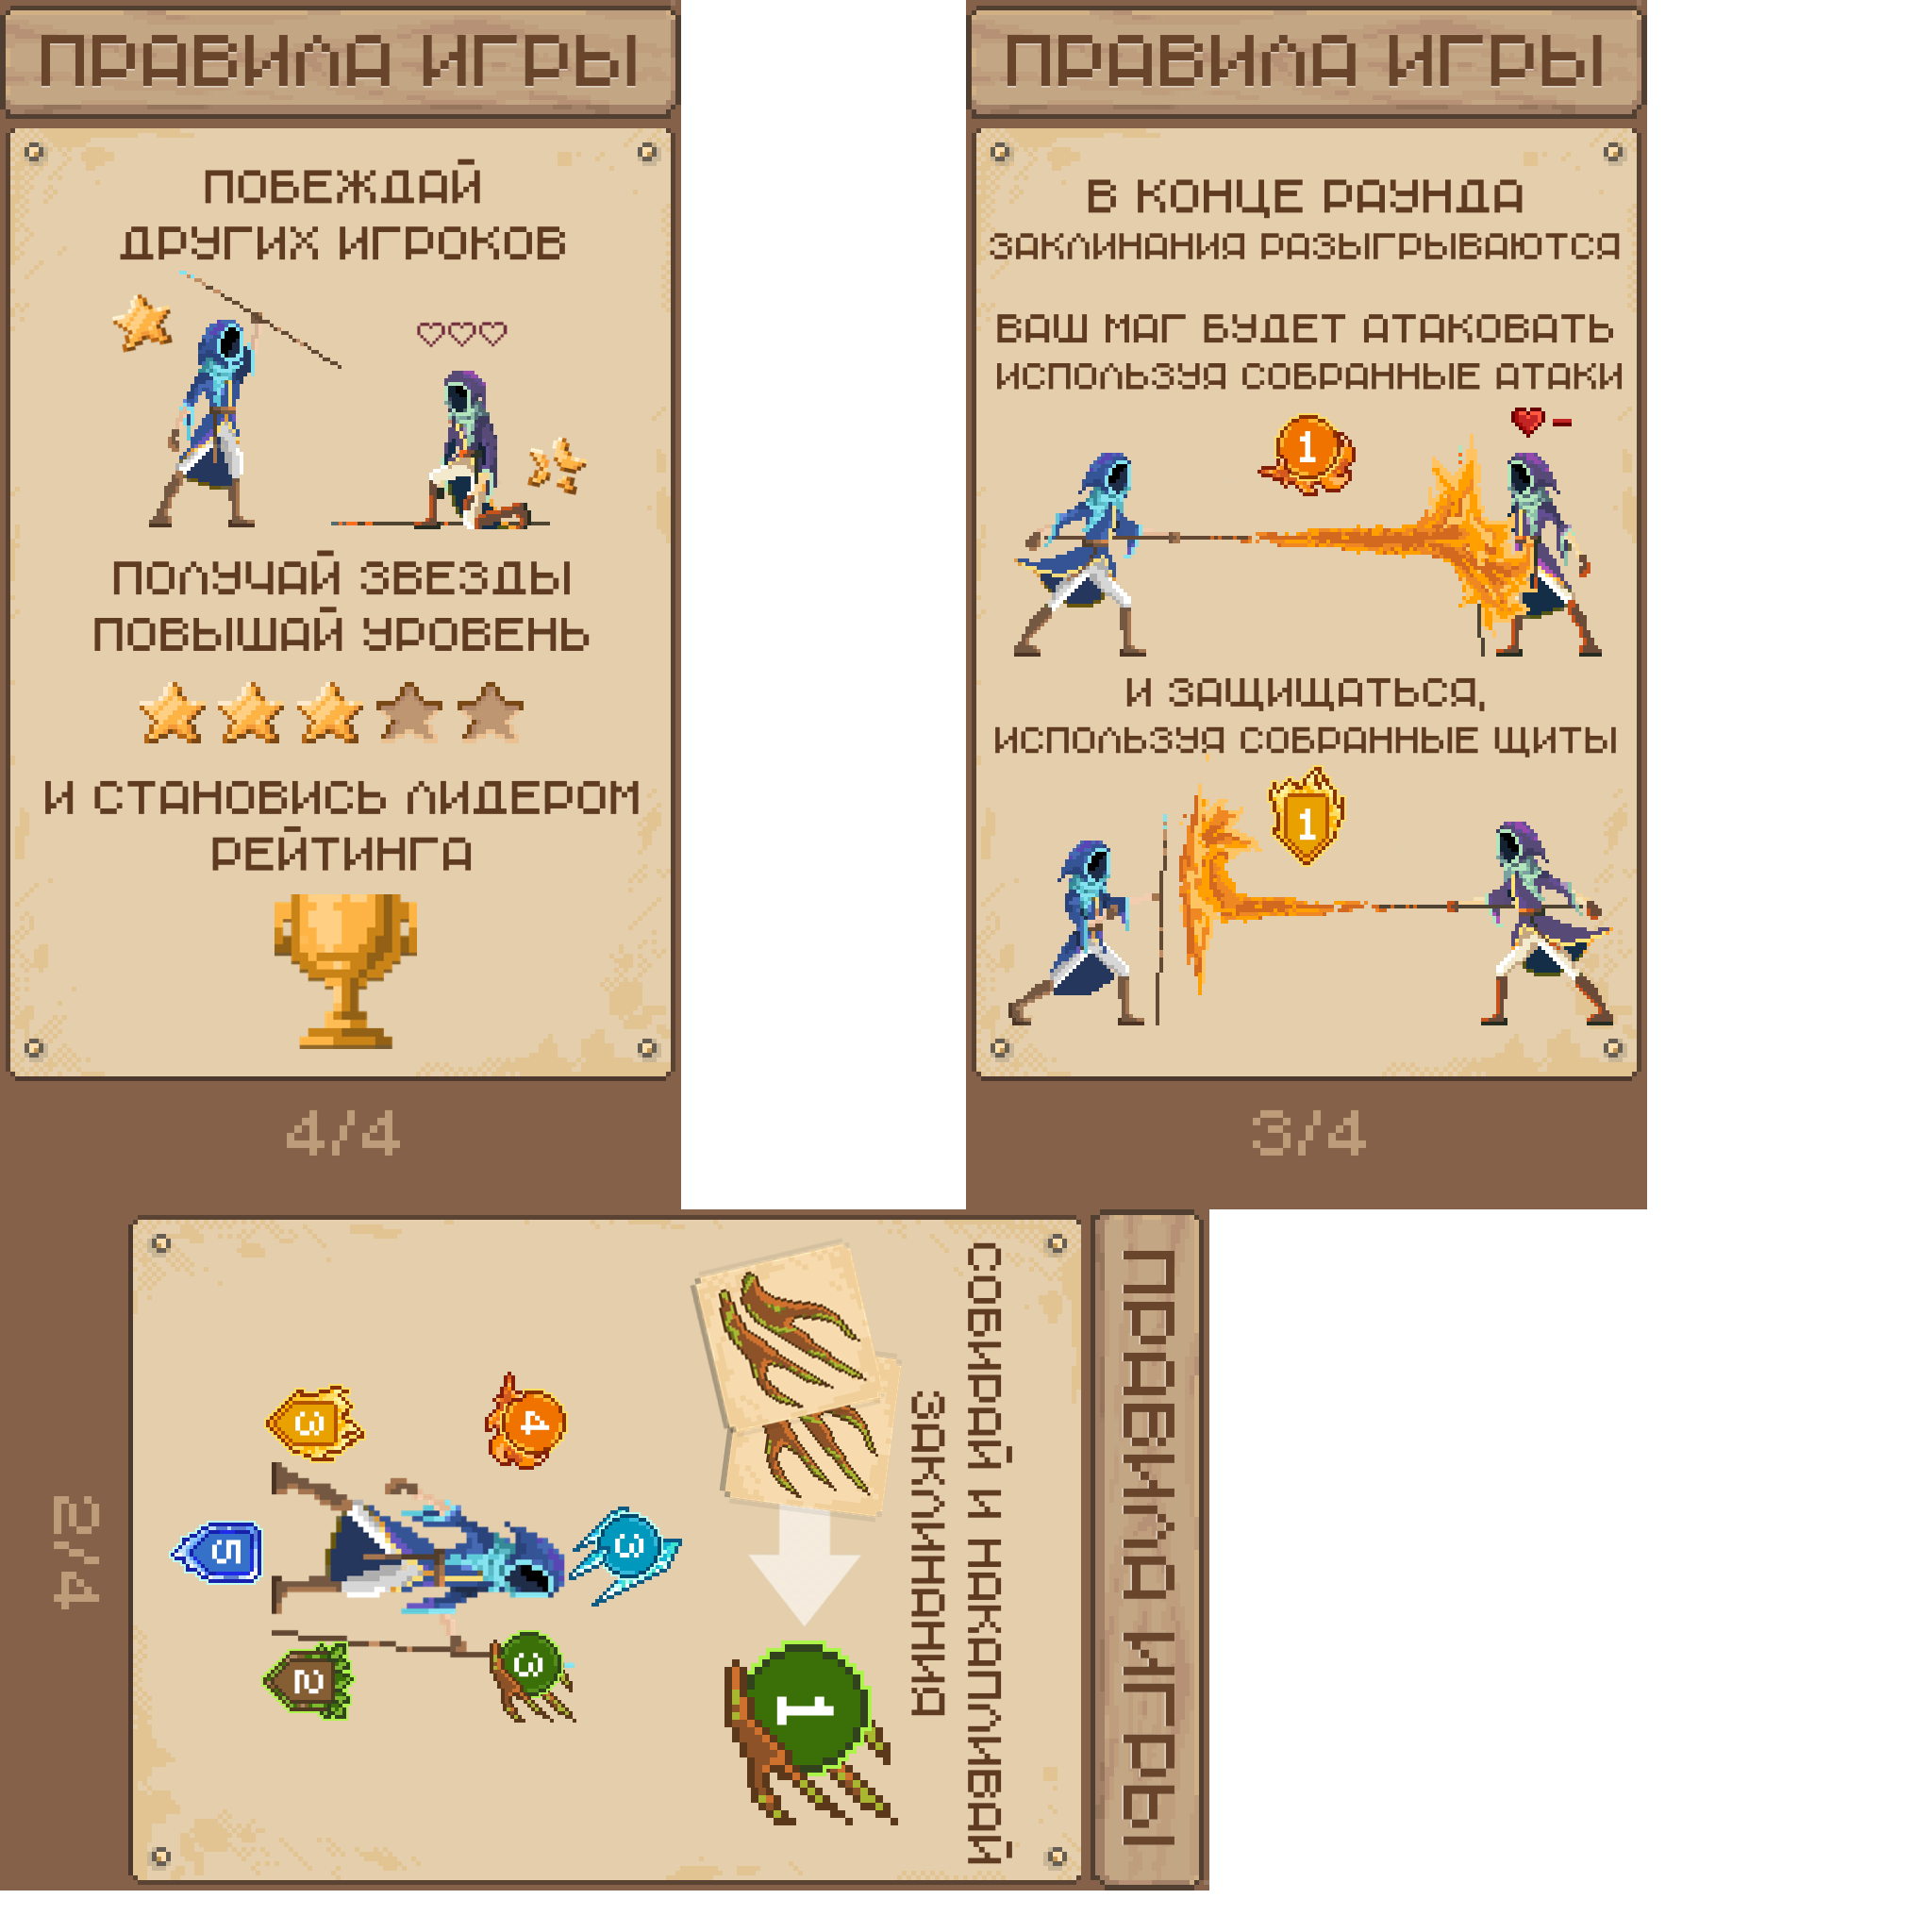 ПРАВИЛА ИГРЫ
ПОБЕЖДАЙ
ДРУГИХ ИГРОКОВ
ПОЛУЧАЙ ЗВЕЗДЫ
ПОВЫШАЙ УРОВЕНЬ
И СТАНОВИСЬ ЛИДЕРОМ
РЕЙТИНГА
4/4
ПРАВИЛА ИГРЫ
В КОНЦЕ РАУНДА
ЗАКЛИНАНИЯ РАЗЫГРЫВАЮТСЯ
ВАШ МАГ БУДЕТ АТАКОВАТЬ
ИСПОЛЬЗУЯ СОБРАННЫЕ АТАКИ
1
И ЗАЩИЩАТЬСЯ,
ИСПОЛЬЗУЯ СОБРАННЫЕ ЩИТЫ
1
3/4
ПРАВИЛА ИГРЫ
СОБИРАЙ И НАКАПЛИВАЙ
ЗАКЛИНАНИЯ
1
3
4
3
3
5
2
2/4